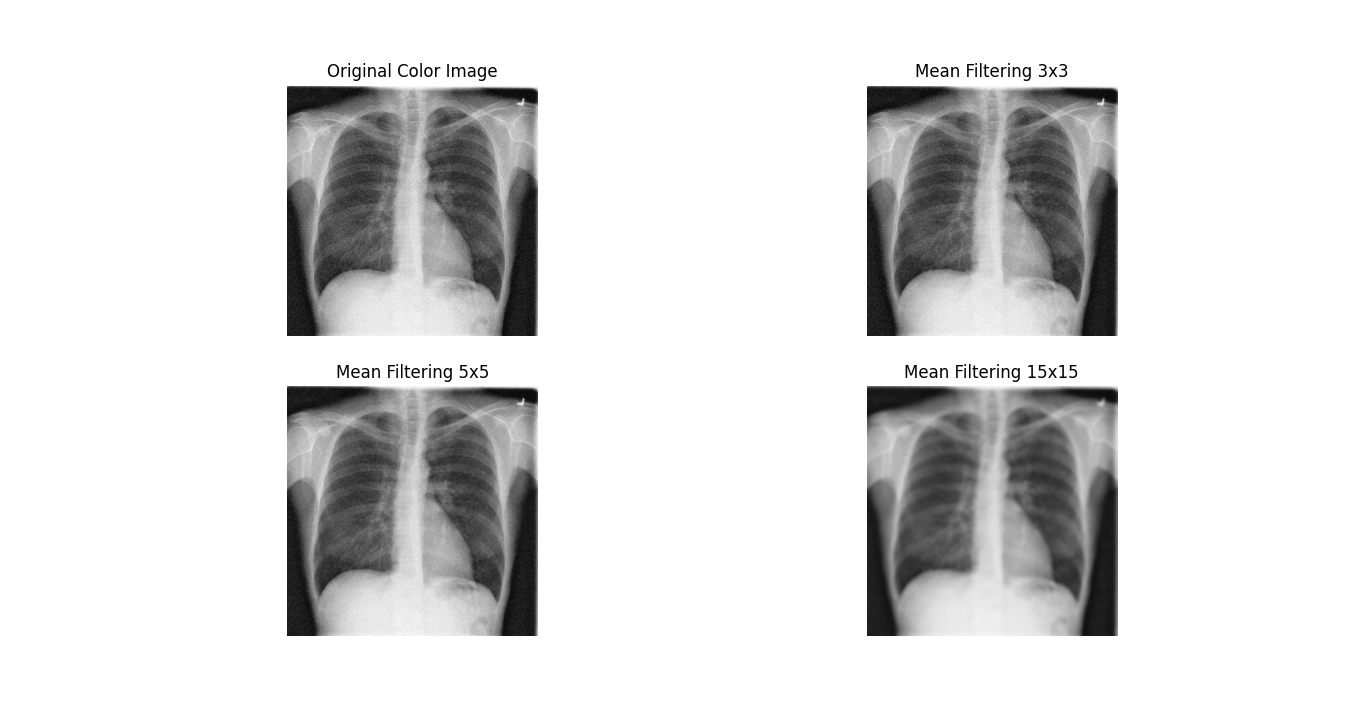 Original Color Image
Mean Filtering 3x3
Mean Filtering 5x5
Mean Filtering 15x15